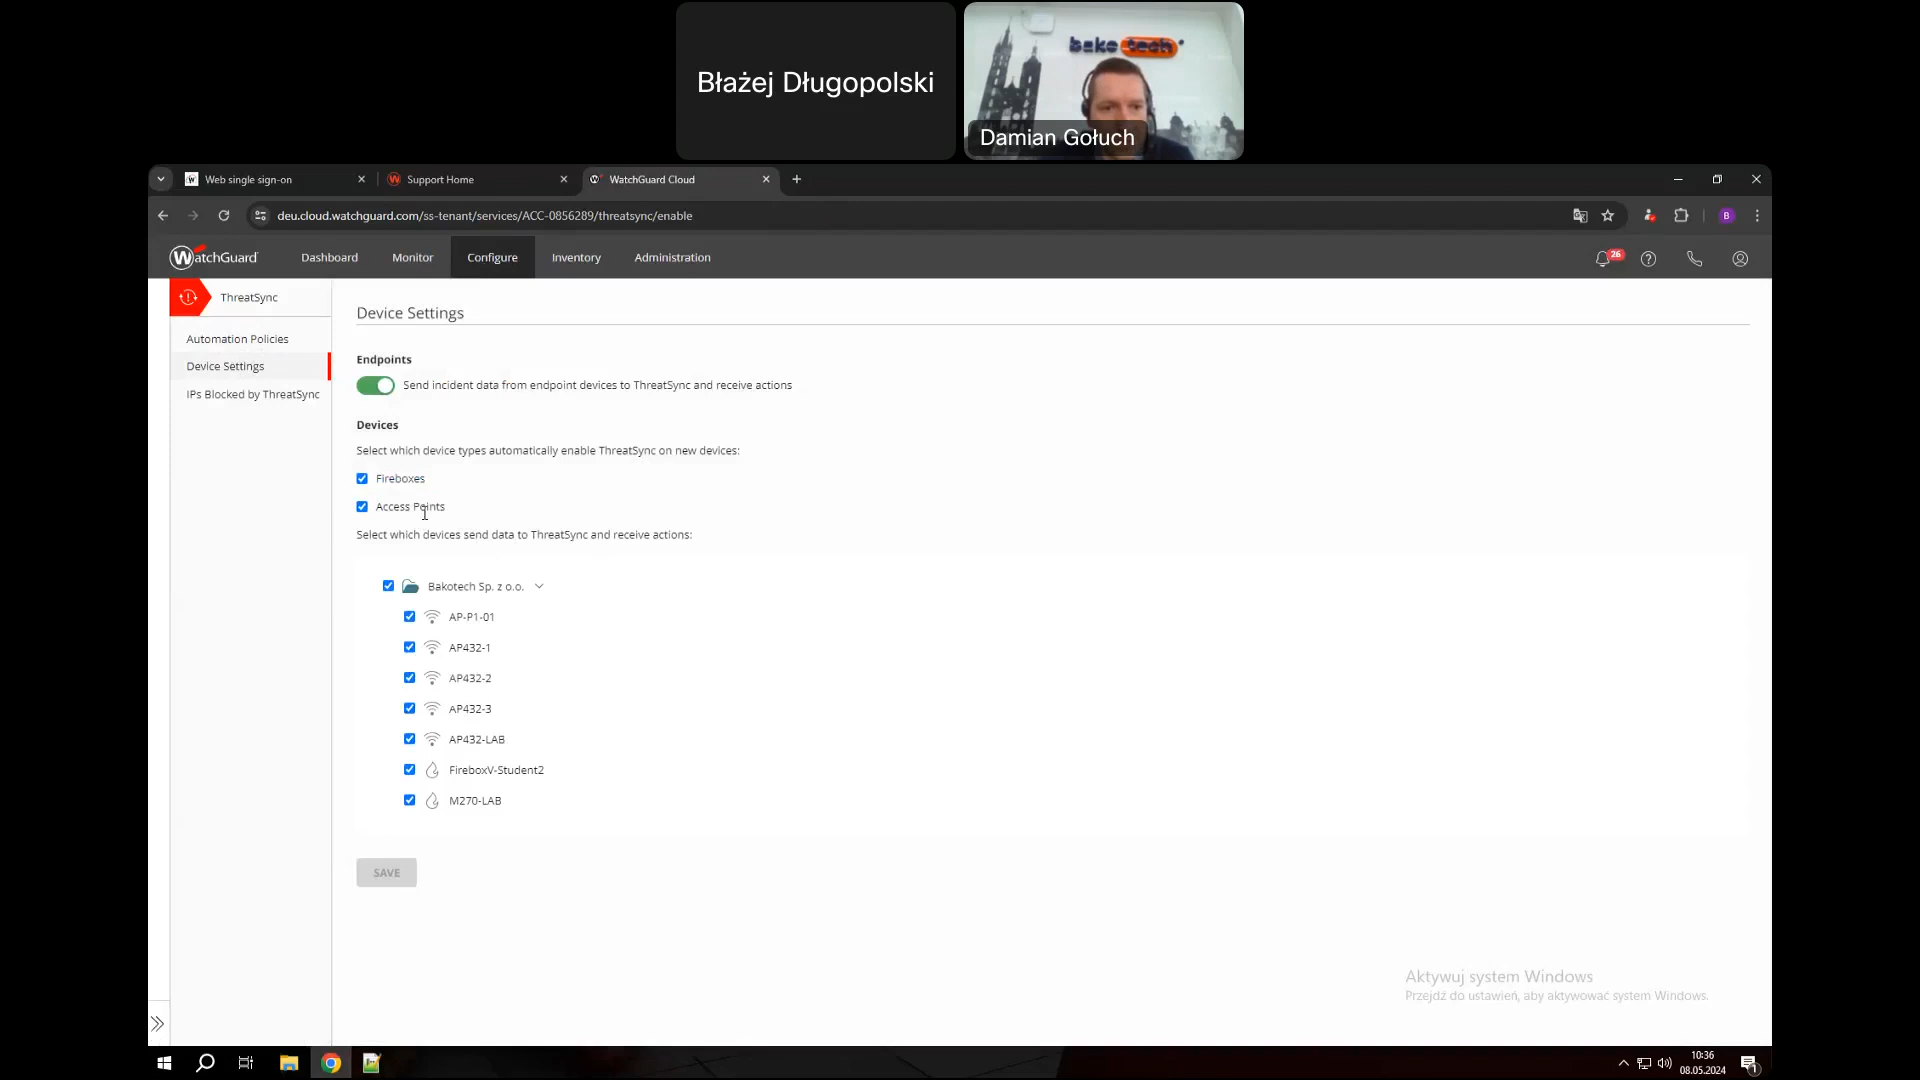 Błażej Długopolski
bako tech
Damian Gołuch
Web single sign-on
Support Home
WatchGuard Cloud
deu.cloud.watchguard.com/ss-tenant/services/ACC-0856289/threatsync/enable
B
WatchGuard
Dashboard
Monitor
Configure
Inventory
Administration
26
ThreatSync
Automation Policies
Device Settings
IPs Blocked by ThreatSync
Device Settings
Endpoints
Send incident data from endpoint devices to ThreatSync and receive actions
Devices
Select which device types automatically enable ThreatSync on new devices:
Fireboxes
Access Points
Select which devices send data to ThreatSync and receive actions:
Bakotech Sp. z o.o.
AP-P1-01
AP432-1
AP432-2
AP432-3
AP432-LAB
FireboxV-Student2
M270-LAB
SAVE
Aktywuj system Windows
Przejdź do ustawień, aby aktywować system Windows.
10:36
08.05.2024
1